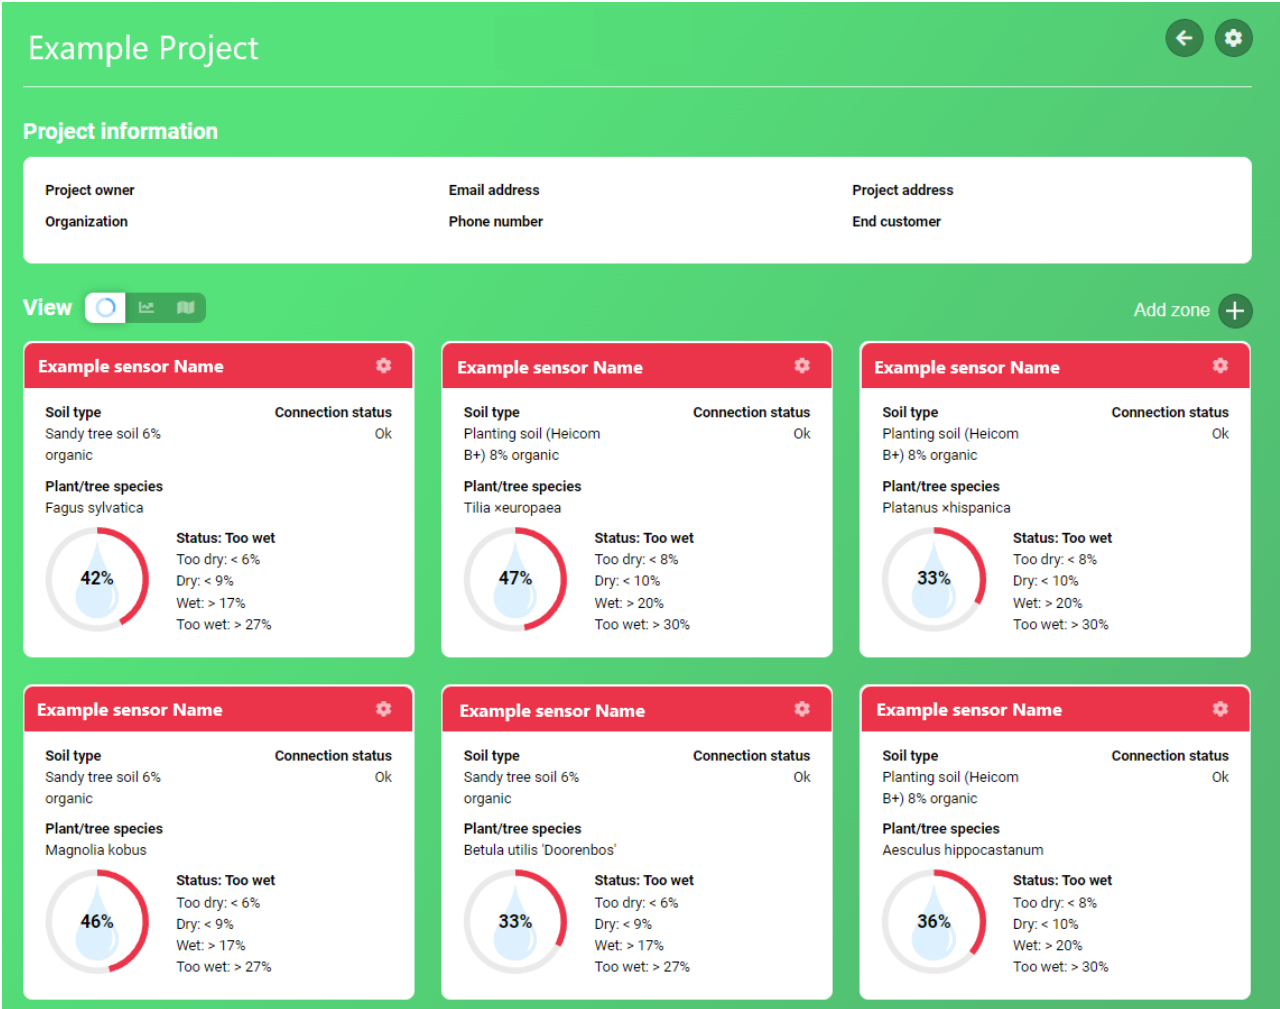 Example Project
Project information
Project owner
Email address
Project address
Organization
Phone number
End customer
View
Add zone
Example sensor Name
Soil type
Connection status
Sandy tree soil 6%
Ok
organic
Plant/tree species
Fagus sylvatica
42%
Status: Too wet
Too dry: < 6%
Dry: < 9%
Wet: > 17%
Too wet: > 27%
Example sensor Name
Soil type
Connection status
Planting soil (Heicom
Ok
B+) 8% organic
Plant/tree species
Tilia ×europaea
47%
Status: Too wet
Too dry: < 8%
Dry: < 10%
Wet: > 20%
Too wet: > 30%
Example sensor Name
Soil type
Connection status
Planting soil (Heicom
Ok
B+) 8% organic
Plant/tree species
Platanus ×hispanica
33%
Status: Too wet
Too dry: < 8%
Dry: < 10%
Wet: > 20%
Too wet: > 30%
Example sensor Name
Soil type
Connection status
Sandy tree soil 6%
Ok
organic
Plant/tree species
Magnolia kobus
46%
Status: Too wet
Too dry: < 6%
Dry: < 9%
Wet: > 17%
Too wet: > 27%
Example sensor Name
Soil type
Connection status
Sandy tree soil 6%
Ok
organic
Plant/tree species
Betula utilis 'Doorenbos'
33%
Status: Too wet
Too dry: < 6%
Dry: < 9%
Wet: > 17%
Too wet: > 27%
Example sensor Name
Soil type
Connection status
Planting soil (Heicom
Ok
B+) 8% organic
Plant/tree species
Aesculus hippocastanum
36%
Status: Too wet
Too dry: < 8%
Dry: < 10%
Wet: > 20%
Too wet: > 30%